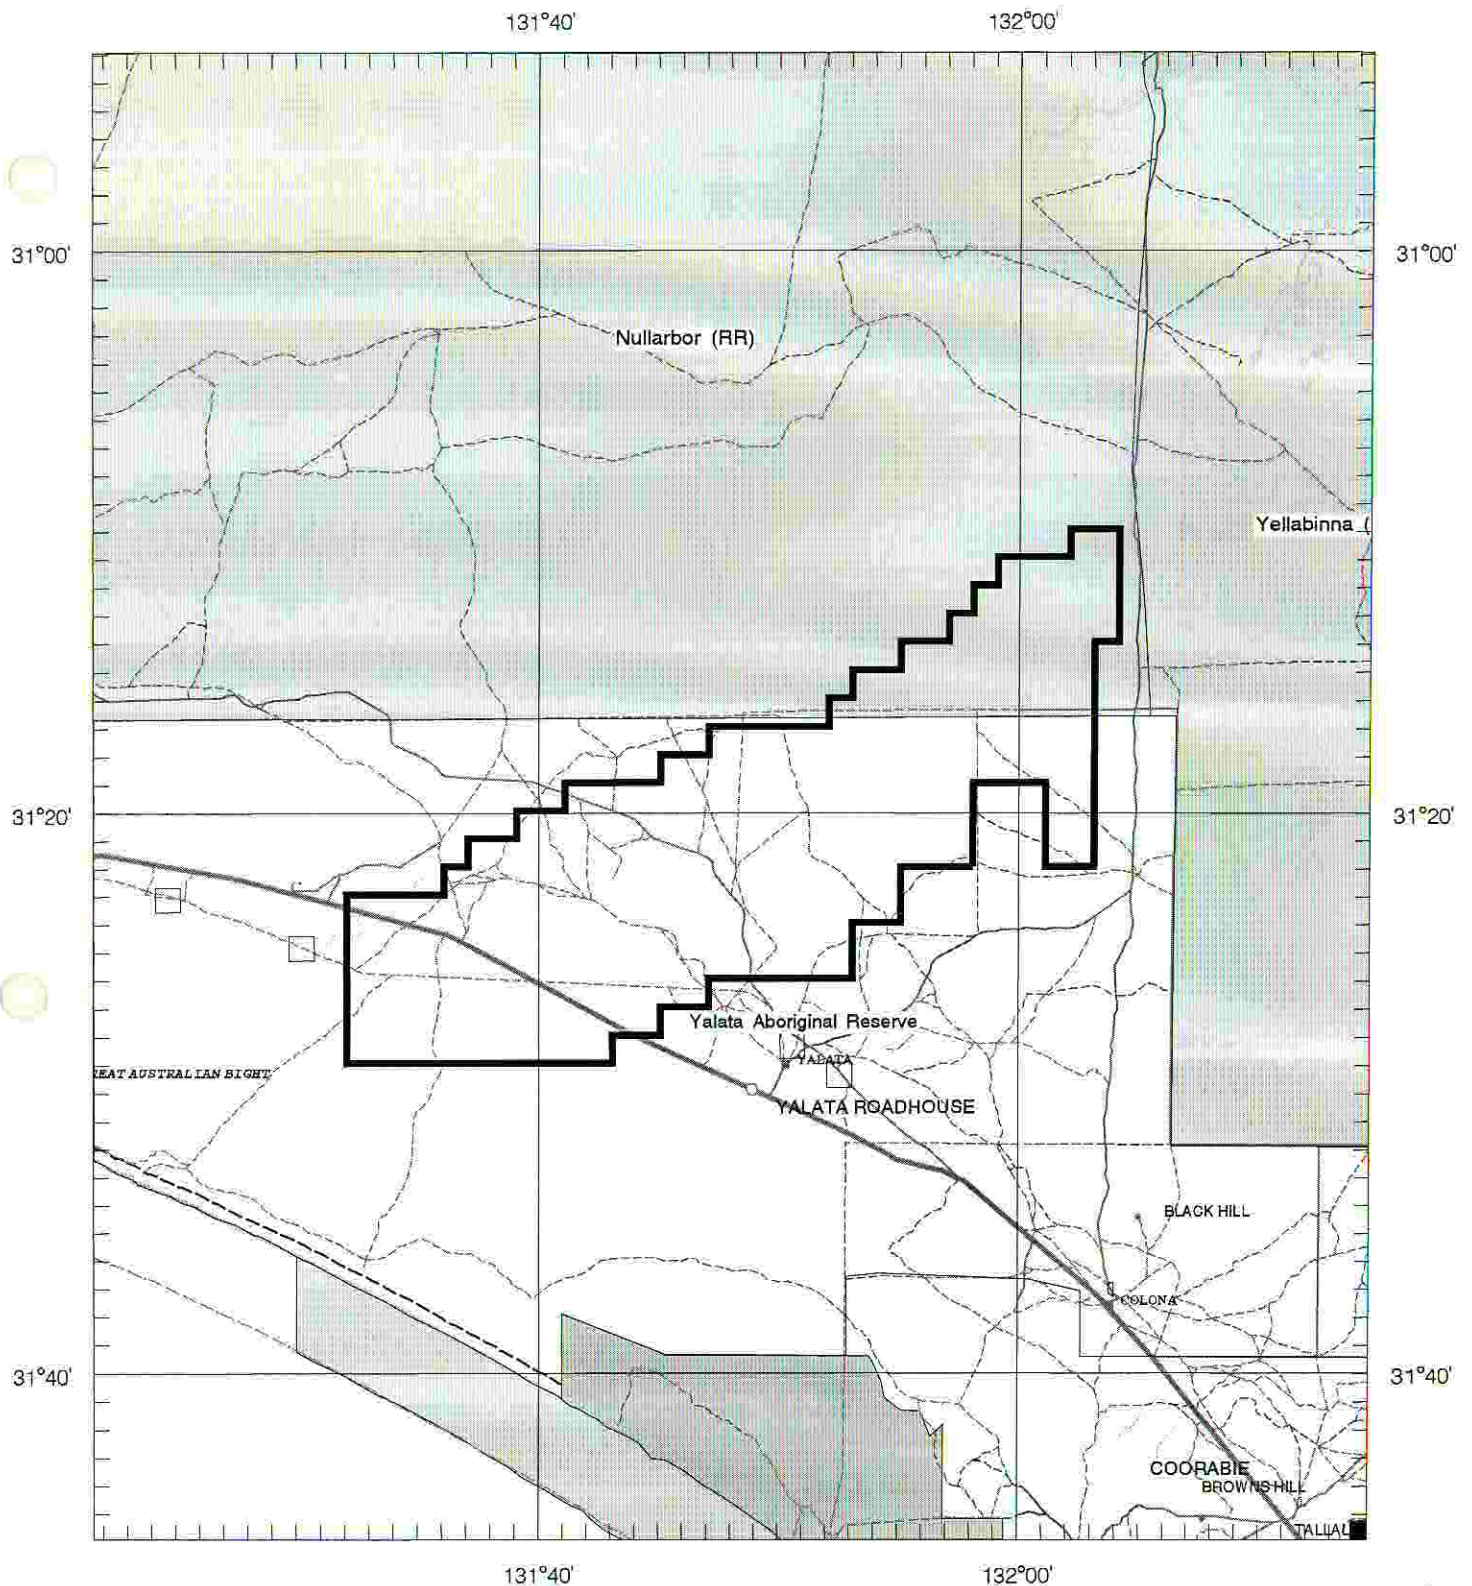 131°40' 132°00'
31°00' 31°00'
Nullarbor (RR)
Yellabinna (
31°20' 31°20'
Yalata Aboriginal Reserve
YALATA
EAT AUSTRALIAN BIGHT
YALATA ROADHOUSE
BLACK HILL
COLONA
31°40' 31°40'
COORABIE
BROWNS HILL
TALLAL
131°40' 132°00'